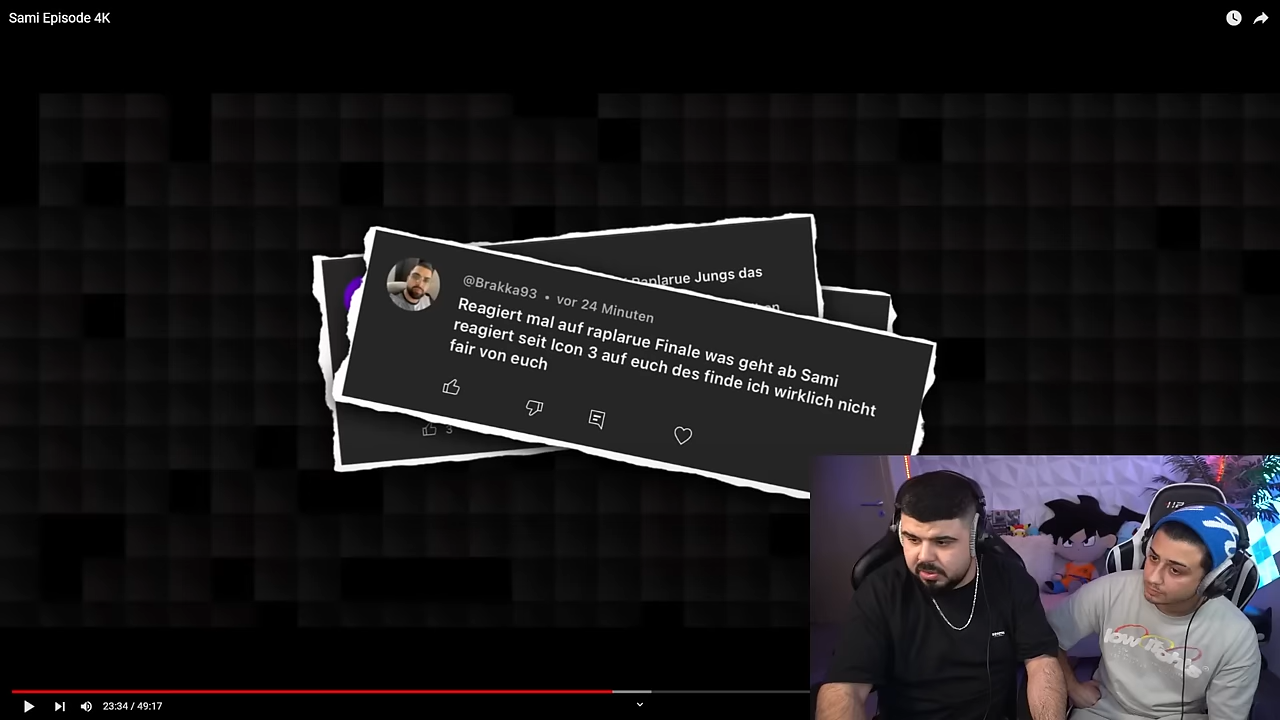 Sami Episode 4K
Raplarue Jungs das
@Brakka93 • vor 24 Minuten
Reagiert mal auf raplarue Finale was geht ab Sami
reagiert seit Icon 3 auf euch des finde ich wirklich nicht
fair von euch
3
23:34 / 49:17